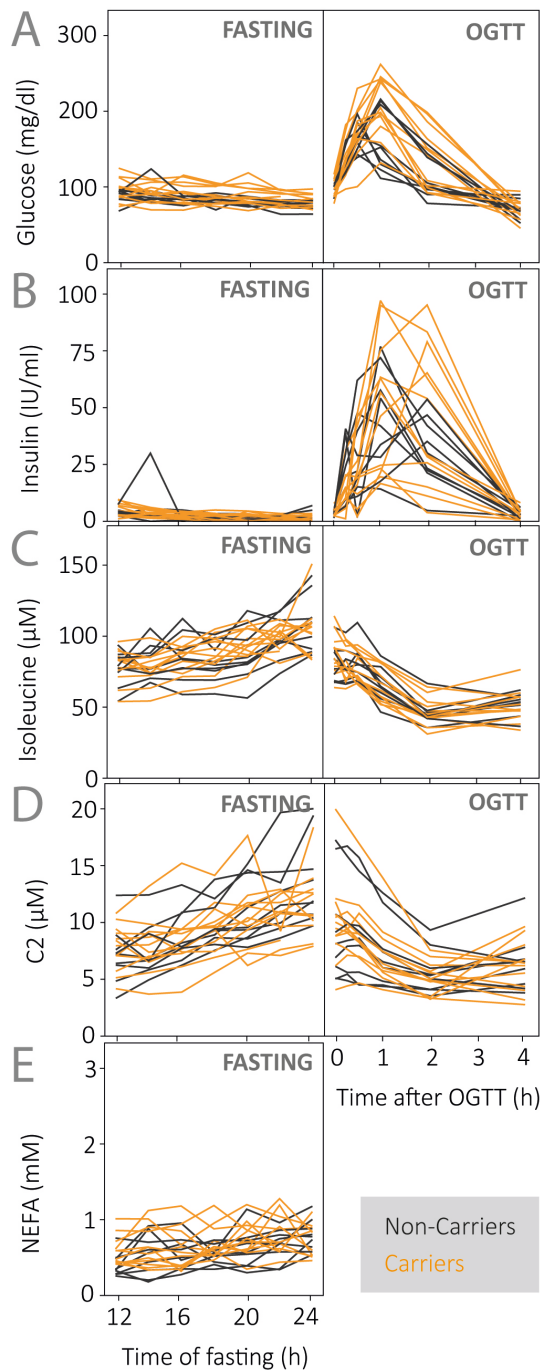 A
FASTING
OGTT
Glucose (mg/dl)
300
200
100
0
B
FASTING
OGTT
Insulin (IU/ml)
100
75
50
25
0
C
FASTING
OGTT
Isoleucine (µM)
150
100
50
0
D
FASTING
OGTT
C2 (µM)
20
15
10
5
0
0 1 2 3 4
Time after OGTT (h)
E
FASTING
NEFA (mM)
3
2
1
0
12 16 20 24
Time of fasting (h)
Non-Carriers
Carriers